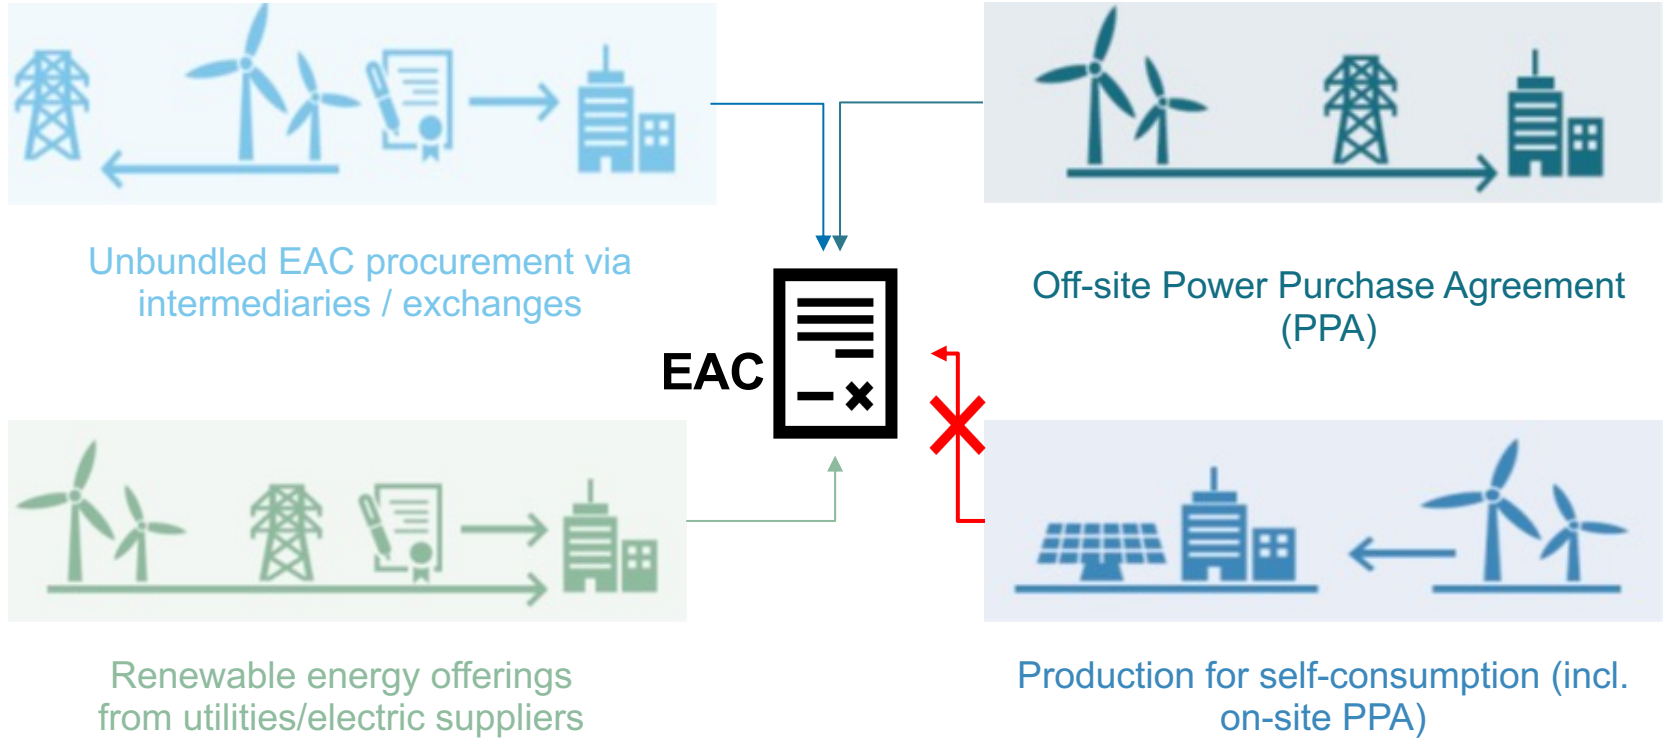 Unbundled EAC procurement via
intermediaries / exchanges
Off-site Power Purchase Agreement
(PPA)
EAC
Renewable energy offerings
from utilities/electric suppliers
Production for self-consumption (incl.
on-site PPA)